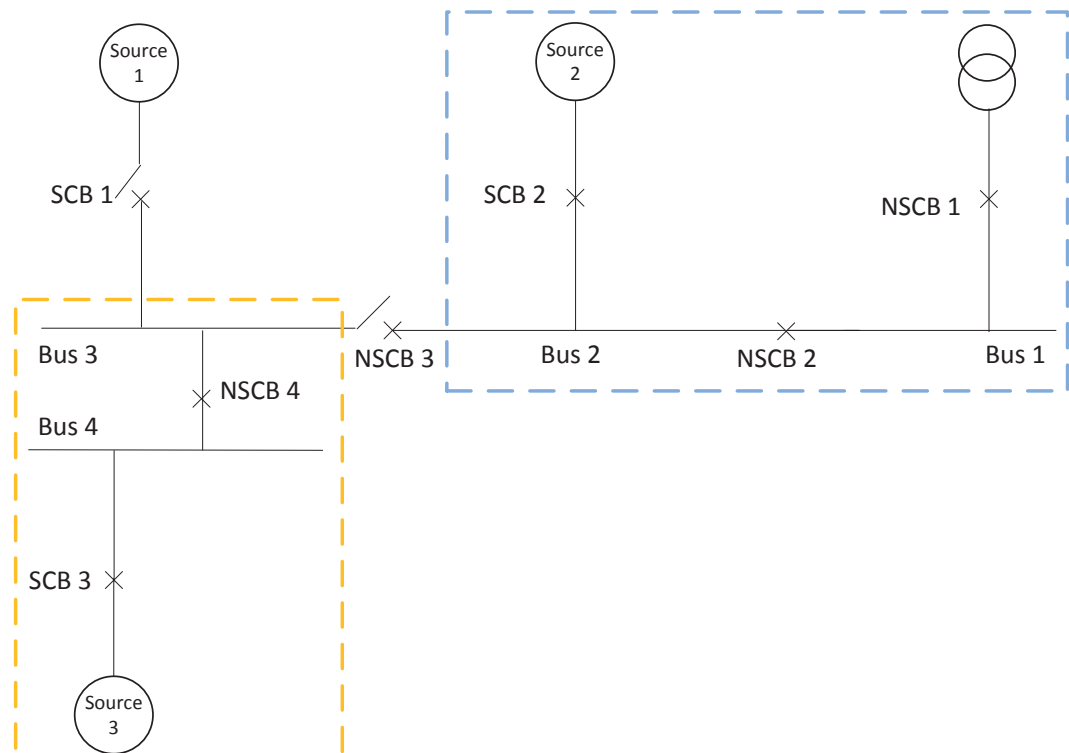 Source
1
Source
2
SCB 1
SCB 2
NSCB 1
Bus 3
NSCB 3
Bus 2
NSCB 2
Bus 1
NSCB 4
Bus 4
SCB 3
Source
3